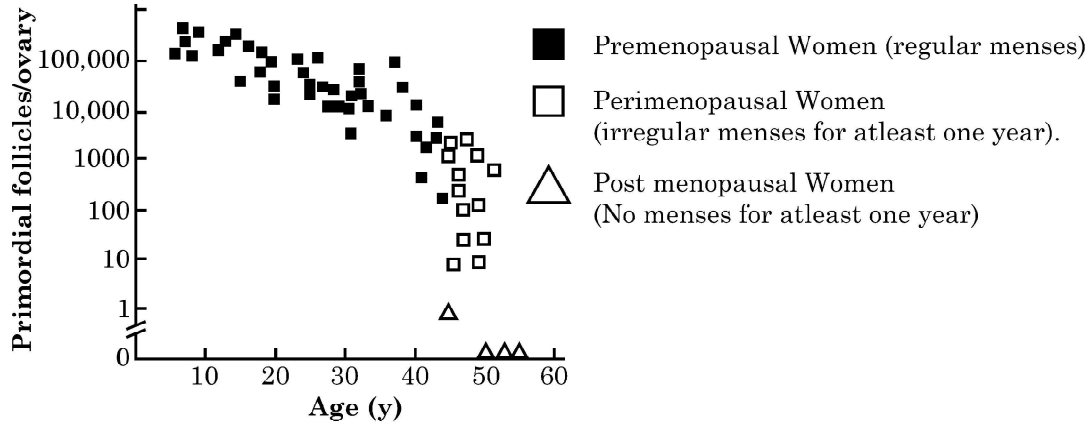 Primordial follicles/ovary
100,000
10,000
1000
100
10
1
0
10 20 30 40 50 60
Age (y)
Premenopausal Women (regular menses)
Perimenopausal Women
(irregular menses for atleast one year).
Post menopausal Women
(No menses for atleast one year)